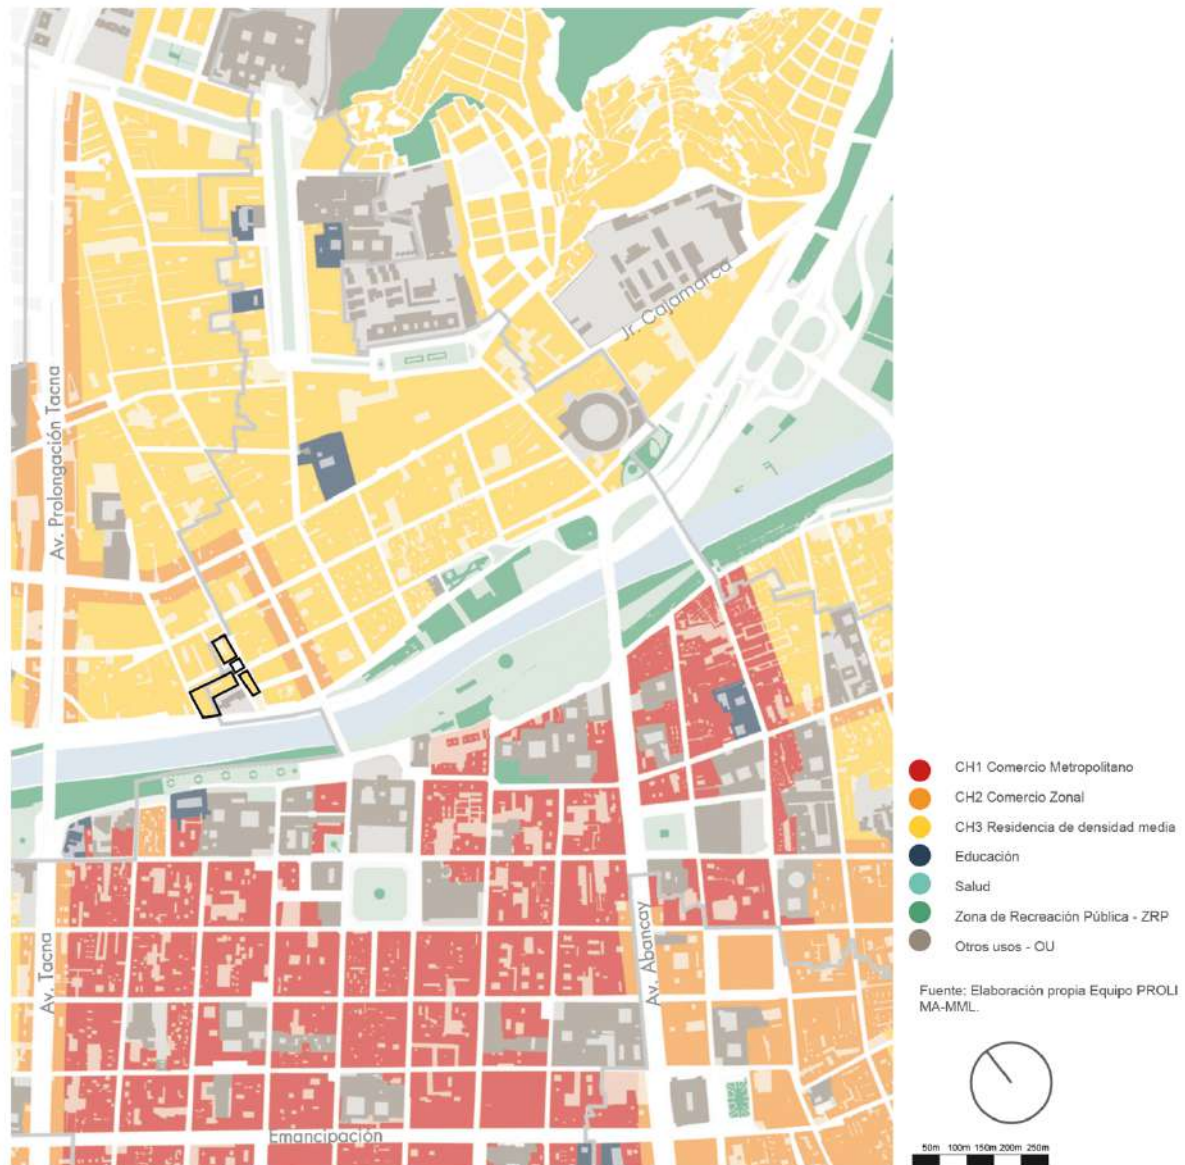 Jr. Cajamarca
Av. Prolongación Tacna
Av. Tacna
Av. Abancay
Emancipación
CH1 Comercio Metropolitano
CH2 Comercio Zonal
CH3 Residencia de densidad media
Educación
Salud
Zona de Recreación Pública - ZRP
Otros usos - OU
Fuente: Elaboración propia Equipo PROLI
MA-MML.
50m 100m 150m 200m 250m